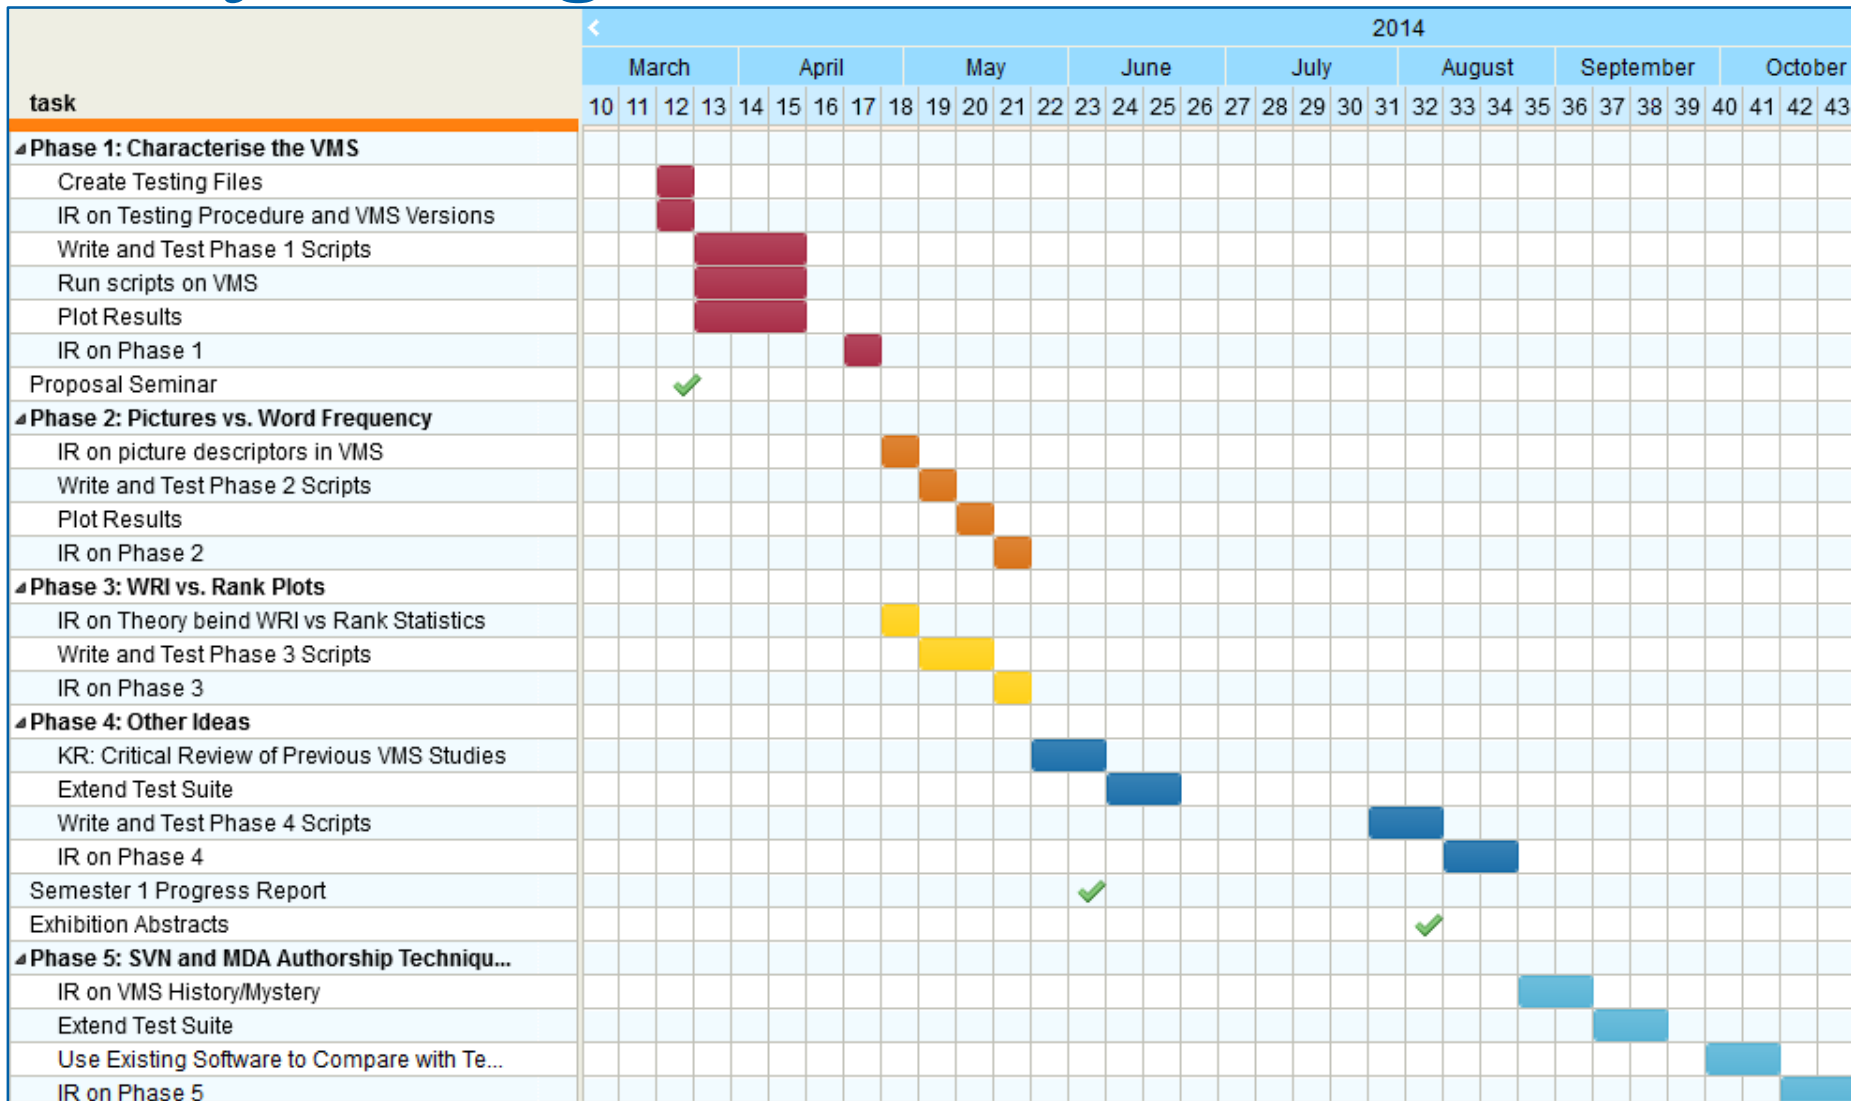 2014
March April May June July August September October
task
10 11 12 13 14 15 16 17 18 19 20 21 22 23 24 25 26 27 28 29 30 31 32 33 34 35 36 37 38 39 40 41 42 43
Phase 1: Characterise the VMS
Create Testing Files
IR on Testing Procedure and VMS Versions
Write and Test Phase 1 Scripts
Run scripts on VMS
Plot Results
IR on Phase 1
Proposal Seminar
Phase 2: Pictures vs. Word Frequency
IR on picture descriptors in VMS
Write and Test Phase 2 Scripts
Plot Results
IR on Phase 2
Phase 3: WRI vs. Rank Plots
IR on Theory beind WRI vs Rank Statistics
Write and Test Phase 3 Scripts
IR on Phase 3
Phase 4: Other Ideas
KR: Critical Review of Previous VMS Studies
Extend Test Suite
Write and Test Phase 4 Scripts
IR on Phase 4
Semester 1 Progress Report
Exhibition Abstracts
Phase 5: SVN and MDA Authorship Techniqu...
IR on VMS History/Mystery
Extend Test Suite
Use Existing Software to Compare with Te...
IR on Phase 5